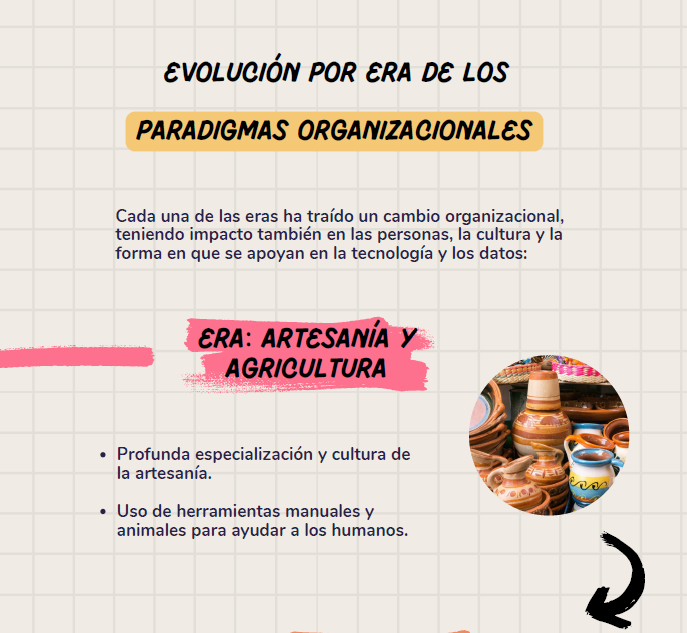 EVOLUCIÓN POR ERA DE LOS
PARADIGMAS ORGANIZACIONALES
Cada una de las eras ha traído un cambio organizacional,
teniendo impacto también en las personas, la cultura y la
forma en que se apoyan en la tecnología y los datos:
ERA: ARTESANÍA Y
AGRICULTURA
• Profunda especialización y cultura de
la artesanía.
• Uso de herramientas manuales y
animales para ayudar a los humanos.